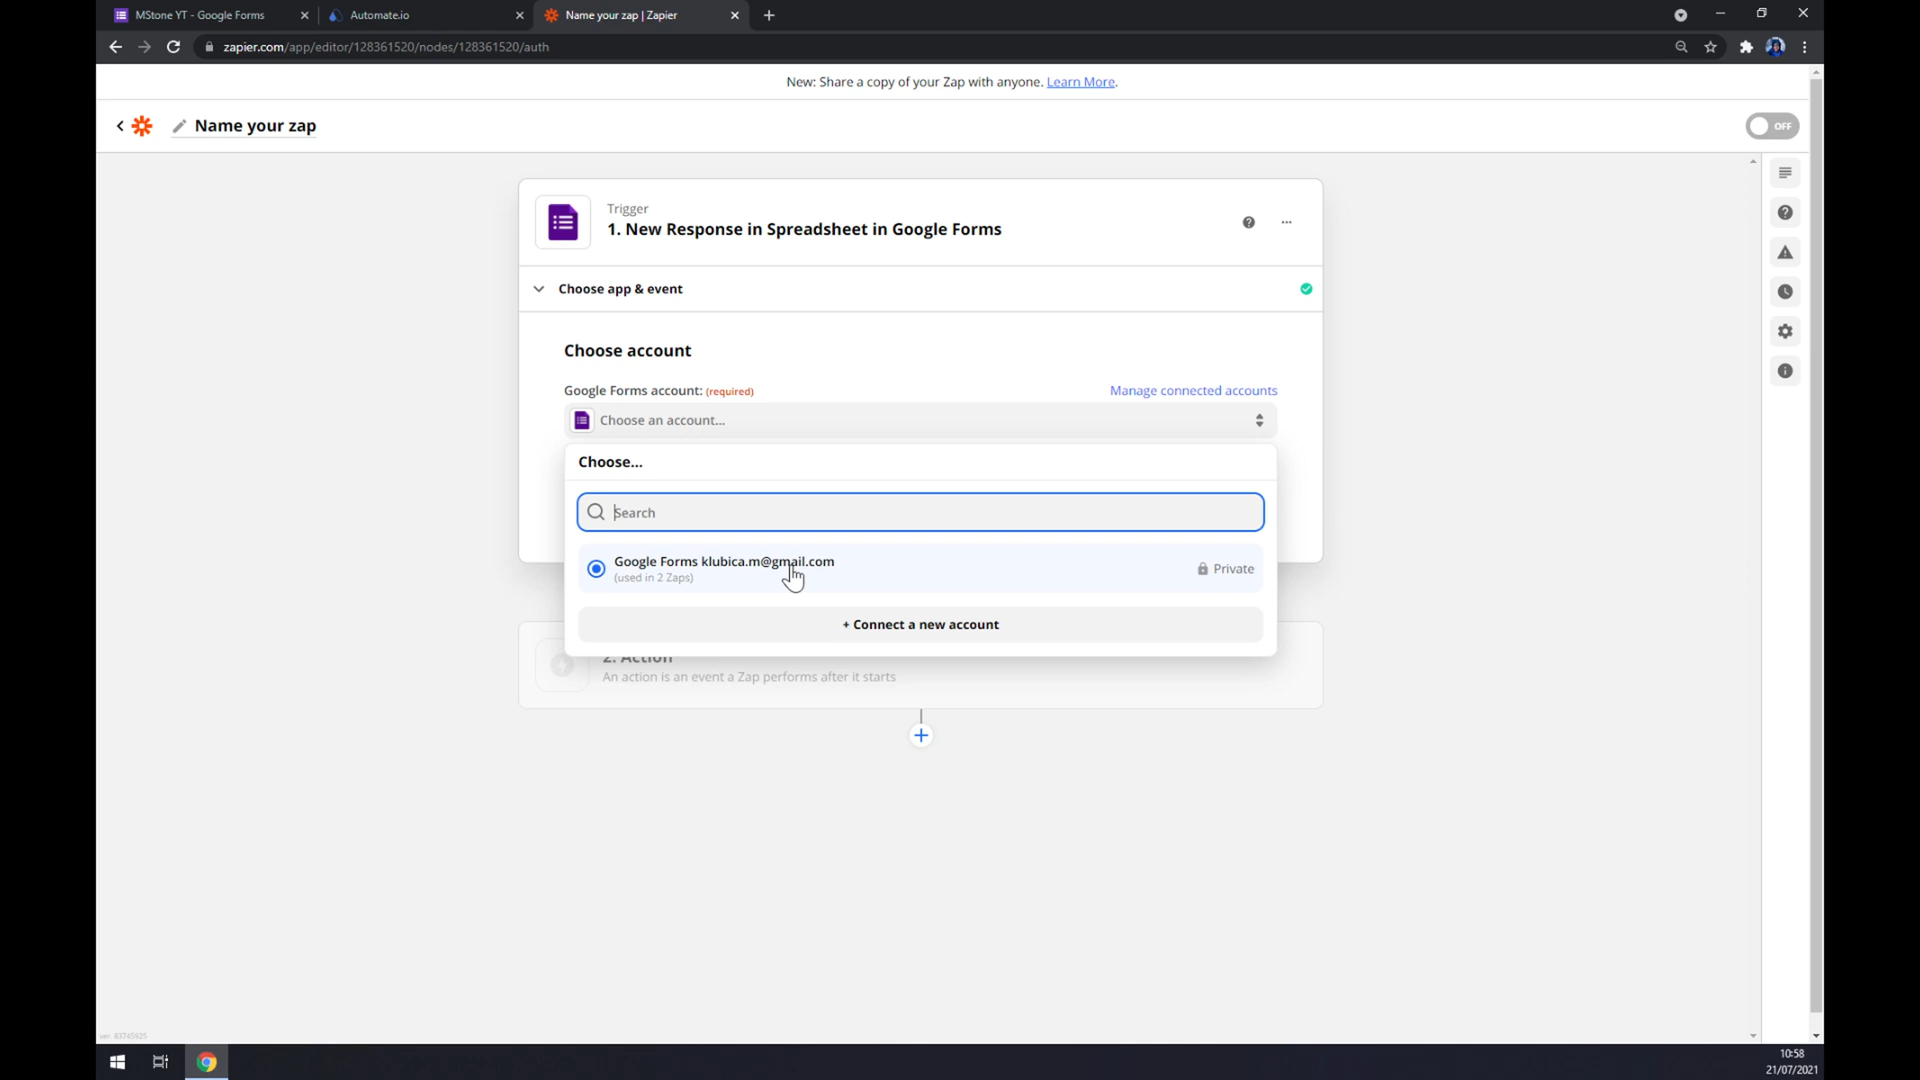 MStone YT - Google Forms
Automate.io
Name your zap | Zapier
zapier.com/app/editor/128361520/nodes/128361520/auth
New: Share a copy of your Zap with anyone. Learn More.
Name your zap
OFF
Trigger
1. New Response in Spreadsheet in Google Forms
Choose app & event
Choose account
Google Forms account: (required)
Manage connected accounts
Choose an account...
Choose...
Search
Google Forms klubica.m@gmail.com
(used in 2 Zaps)
Private
+ Connect a new account
2. Action
An action is an event a Zap performs after it starts
ver. 83745925
10:58
21/07/2021